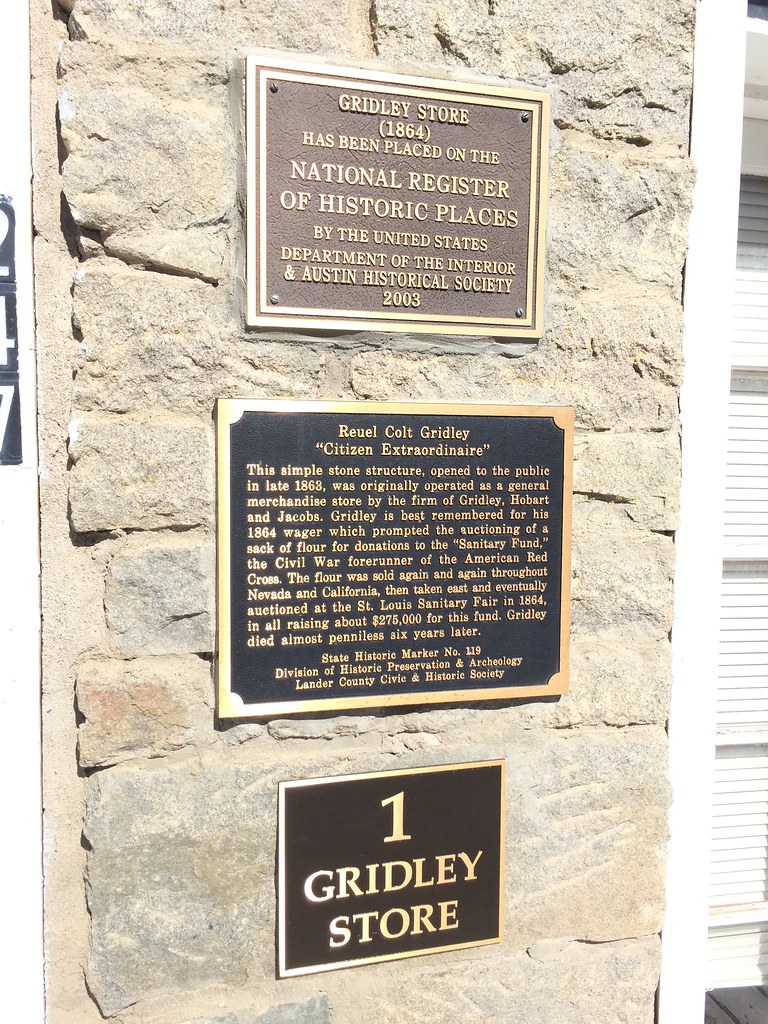 2
4
7
GRIDLEY STORE
(1864)
HAS BEEN PLACED ON THE
NATIONAL REGISTER
OF HISTORIC PLACES
BY THE UNITED STATES
DEPARTMENT OF THE INTERIOR
& AUSTIN HISTORICAL SOCIETY
2003
Reuel Colt Gridley
“Citizen Extraordinaire”
This simple stone structure, opened to the public
in late 1863, was originally operated as a general
merchandise store by the firm of Gridley, Hobart
and Jacobs. Gridley is best remembered for his
1864 wager which prompted the auctioning of a
sack of flour for donations to the “Sanitary Fund,”
the Civil War forerunner of the American Red
Cross. The flour was sold again and again throughout
Nevada and California, then taken east and eventually
auctioned at the St. Louis Sanitary Fair in 1864,
in all raising about $275,000 for this fund. Gridley
died almost penniless six years later.
State Historic Marker No. 119
Division of Historic Preservation & Archeology
Lander County Civic & Historic Society
1
GRIDLEY
STORE